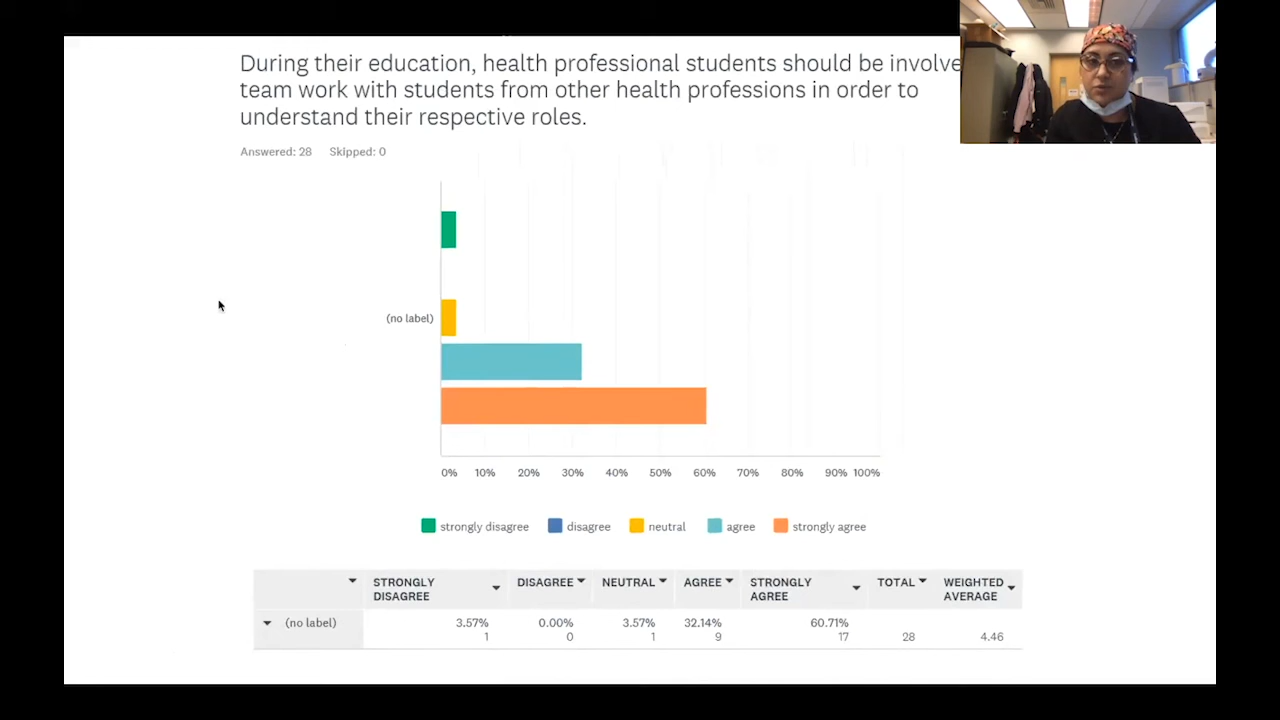 During their education, health professional students should be involve
team work with students from other health professions in order to
understand their respective roles.
Answered: 28 Skipped: 0
(no label)
0% 10% 20% 30% 40% 50% 60% 70% 80% 90% 100%
strongly disagree disagree neutral agree strongly agree
STRONGLY DISAGREE DISAGREE NEUTRAL AGREE STRONGLY AGREE TOTAL WEIGHTED AVERAGE
(no label) 3.57% 0.00% 3.57% 32.14% 60.71%
1 0 1 9 17 28 4.46